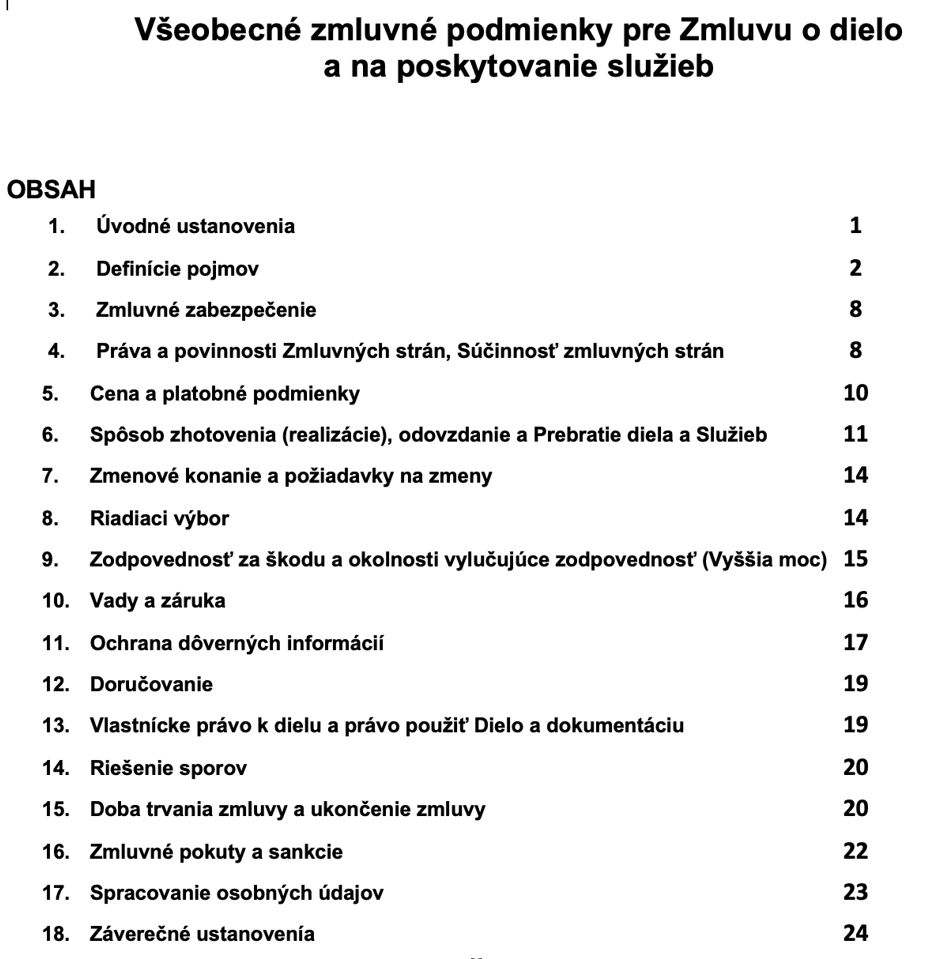 Všeobecné zmluvné podmienky pre Zmluvu o dielo
a na poskytovanie služieb
OBSAH
1. Úvodné ustanovenia 1
2. Definície pojmov 2
3. Zmluvné zabezpečenie 8
4. Práva a povinnosti Zmluvných strán, Súčinnosť zmluvných strán 8
5. Cena a platobné podmienky 10
6. Spôsob zhotovenia (realizácie), odovzdanie a Prebratie diela a Služieb 11
7. Zmenové konanie a požiadavky na zmeny 14
8. Riadiaci výbor 14
9. Zodpovednosť za škodu a okolnosti vylučujúce zodpovednosť (Vyššia moc) 15
10. Vady a záruka 16
11. Ochrana dôverných informácií 17
12. Doručovanie 19
13. Vlastnícke právo k dielu a právo použiť Dielo a dokumentáciu 19
14. Riešenie sporov 20
15. Doba trvania zmluvy a ukončenie zmluvy 20
16. Zmluvné pokuty a sankcie 22
17. Spracovanie osobných údajov 23
18. Záverečné ustanovenía 24